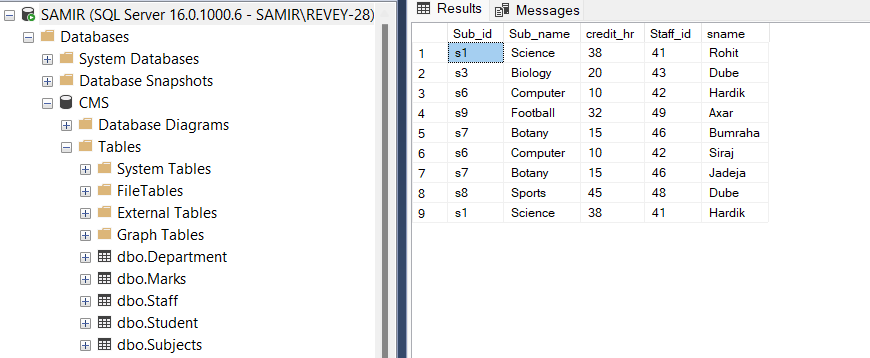 SAMIR (SQL Server 16.0.1000.6 - SAMIR\REVEY-28)
Databases
System Databases
Database Snapshots
CMS
Database Diagrams
Tables
System Tables
FileTables
External Tables
Graph Tables
dbo.Department
dbo.Marks
dbo.Staff
dbo.Student
dbo.Subjects
Results Messages
Sub_id Sub_name credit_hr Staff_id sname
1 s1 Science 38 41 Rohit
2 s3 Biology 20 43 Dube
3 s6 Computer 10 42 Hardik
4 s9 Football 32 49 Axar
5 s7 Botany 15 46 Bumraha
6 s6 Computer 10 42 Siraj
7 s7 Botany 15 46 Jadeja
8 s8 Sports 45 48 Dube
9 s1 Science 38 41 Hardik